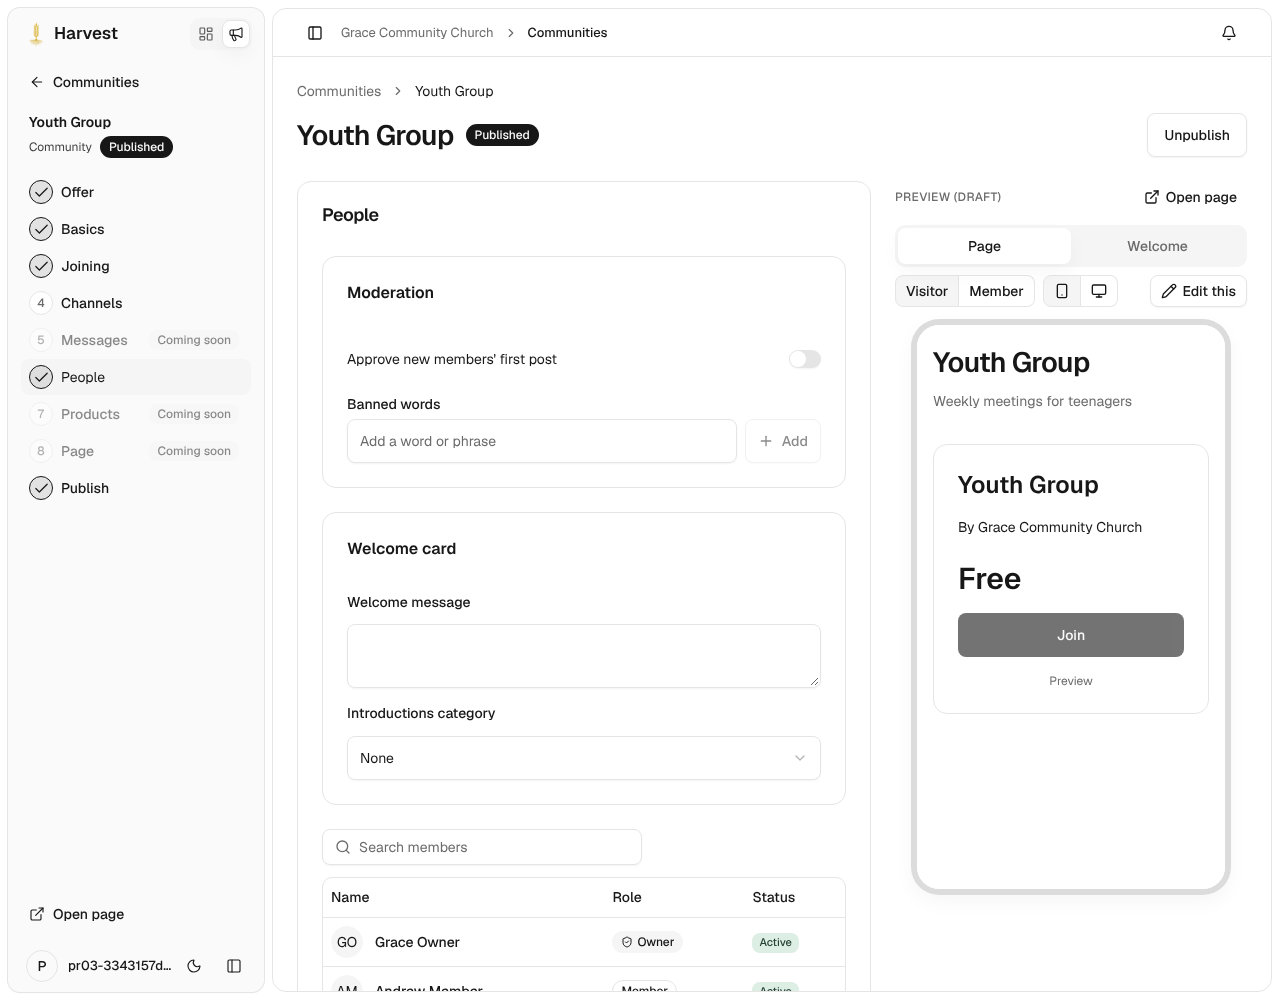 Harvest
Communities
Youth Group
Community Published
Offer
Basics
Joining
4 Channels
5 Messages Coming soon
People
7 Products Coming soon
8 Page Coming soon
Publish
Open page
P pr03-3343157d...
Grace Community Church > Communities
Communities > Youth Group
Youth Group Published
Unpublish
People
Moderation
Approve new members' first post
Banned words
Add a word or phrase
+ Add
Welcome card
Welcome message
Introductions category
None
Search members
Name Role Status
GO Grace Owner Owner Active
AM Andrew Member Member Active
PREVIEW (DRAFT)
Open page
Page Welcome
Visitor Member Edit this
Youth Group
Weekly meetings for teenagers
Youth Group
By Grace Community Church
Free
Join
Preview